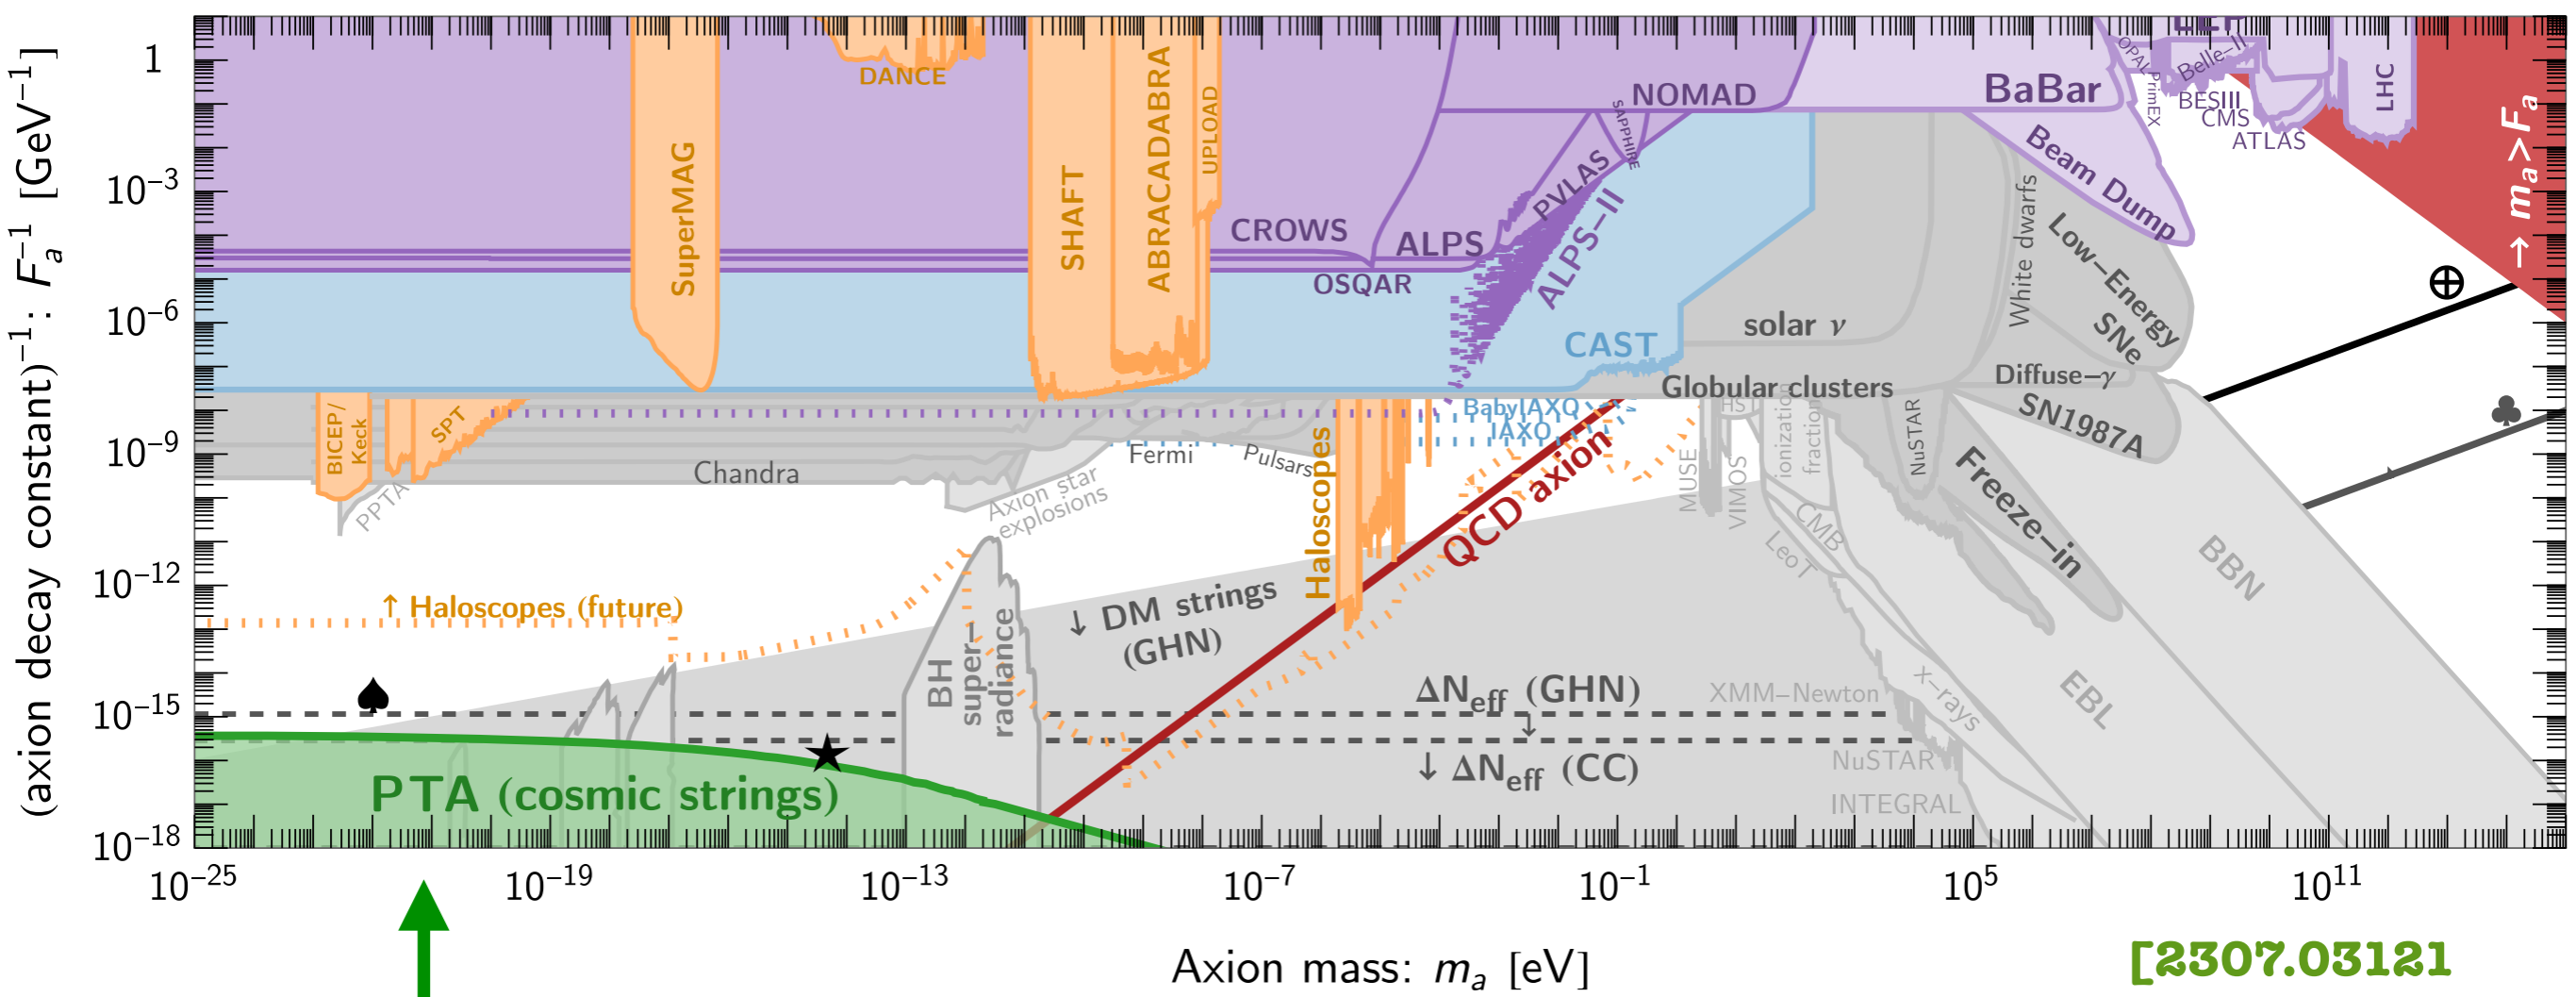 (axion decay constant)⁻¹: Fₐ⁻¹ [GeV⁻¹]
1
10⁻³
10⁻⁶
10⁻⁹
10⁻¹²
10⁻¹⁵
10⁻¹⁸
DANCE
SuperMAG
SHAFT
ABRACADABRA
UPLOAD
CROWS
ALPS
OSQAR
PVLAS
SAPPHIRE
ALPS–II
NOMAD
BaBar
OPAL
PrimEX
LEP
Belle–II
BESIII
CMS
ATLAS
LHC
→ mₐ>Fₐ
Beam Dump
White dwarfs
Low–Energy
SNe
solar ν
CAST
Globular clusters
Diffuse–γ
SN1987A
⊕
♣
BICEP/
Keck
SPT
PPTA
Chandra
Axion star
explosions
Fermi
Pulsars
Haloscopes
BabyIAXO
IAXO
QCD axion
MUSE
HST
VIMOS
ionization
fraction
NuSTAR
CMB
LeoT
Freeze–in
BBN
EBL
x–rays
↑ Haloscopes (future)
BH
super–
radiance
↓ DM strings
(GHN)
ΔN_eff (GHN)
↓
↓ ΔN_eff (CC)
XMM–Newton
NuSTAR
INTEGRAL
♠
★
PTA (cosmic strings)
10⁻²⁵
10⁻¹⁹
10⁻¹³
10⁻⁷
10⁻¹
10⁵
10¹¹
Axion mass: mₐ [eV]
[2307.03121